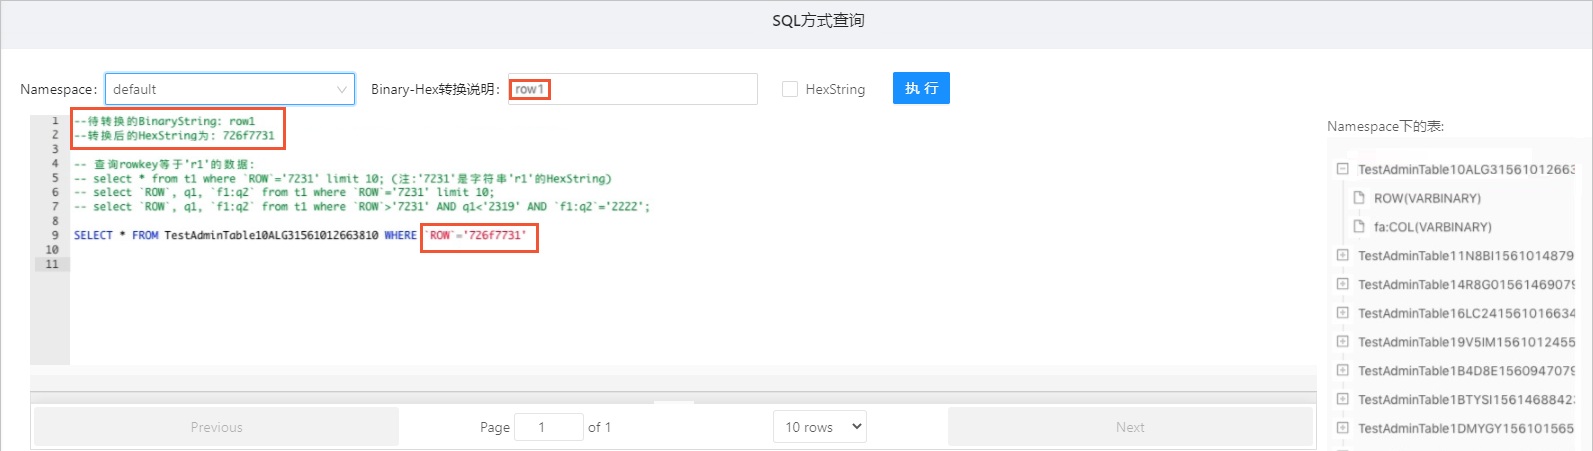 SQL方式查询
Namespace: default Binary-Hex转换说明: row1 HexString 执 行
1 --待转换的BinaryString: row1
2 --转换后的HexString为: 726f7731
3
4 -- 查询rowkey等于'r1'的数据:
5 -- select * from t1 where `ROW`='7231' limit 10; (注:'7231'是字符串'r1'的HexString)
6 -- select `ROW`, q1, `f1:q2` from t1 where `ROW`='7231' limit 10;
7 -- select `ROW`, q1, `f1:q2` from t1 where `ROW`>'7231' AND q1<'2319' AND `f1:q2`='2222';
8
9 SELECT * FROM TestAdminTable10ALG31561012663810 WHERE `ROW`='726f7731'
10
11
Previous Page 1 of 1 10 rows Next
Namespace下的表:
TestAdminTable10ALG31561012663
ROW(VARBINARY)
fa:COL(VARBINARY)
TestAdminTable11N8BI1561014879
TestAdminTable14R8G01561469079
TestAdminTable16LC241561016634
TestAdminTable19V5IM1561012455
TestAdminTable1B4D8E1560947079
TestAdminTable1BTYSI1561468842
TestAdminTable1DMYGY156101565